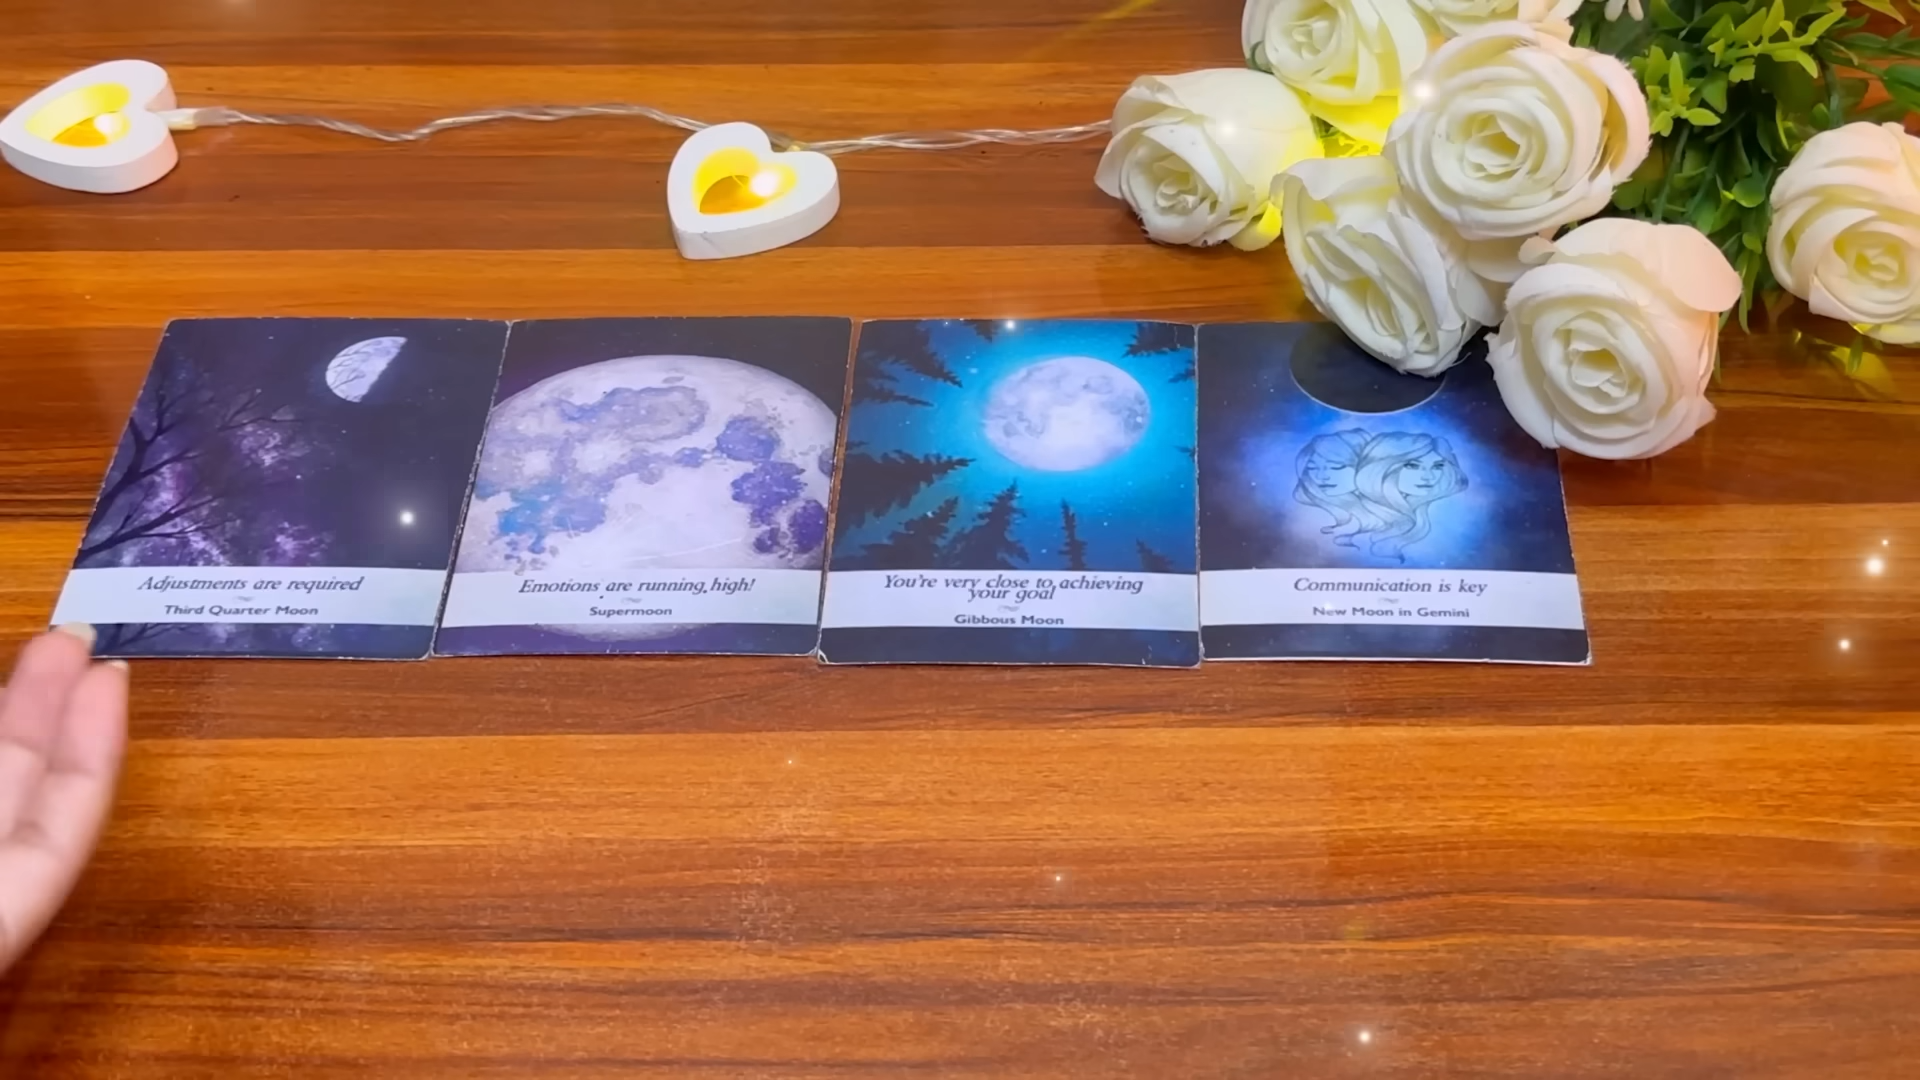 Adjustments are required
Third Quarter Moon
Emotions are running high!
Supermoon
You're very close to achieving
your goal
Gibbous Moon
Communication is key
New Moon in Gemini